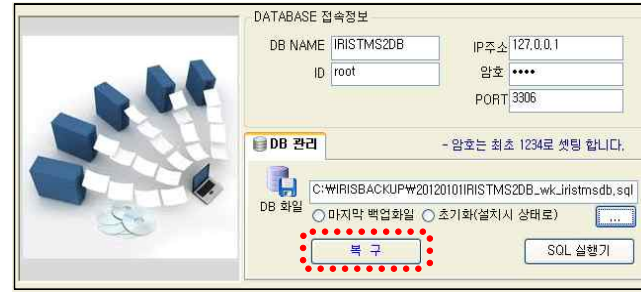 DATABASE 접속정보
DB NAME IRISTMS2DB IP주소 127,0,0,1
ID root 암호 ••••
PORT 3306
DB 관리 - 암호는 최초 1234로 셋팅 합니다.
DB 화일 C:₩IRISBACKUP₩20120101IRISTMS2DB_wk_iristmsdb,sql
마지막 백업화일 초기화(설치시 상태로) ...
복 구 SQL 실행기